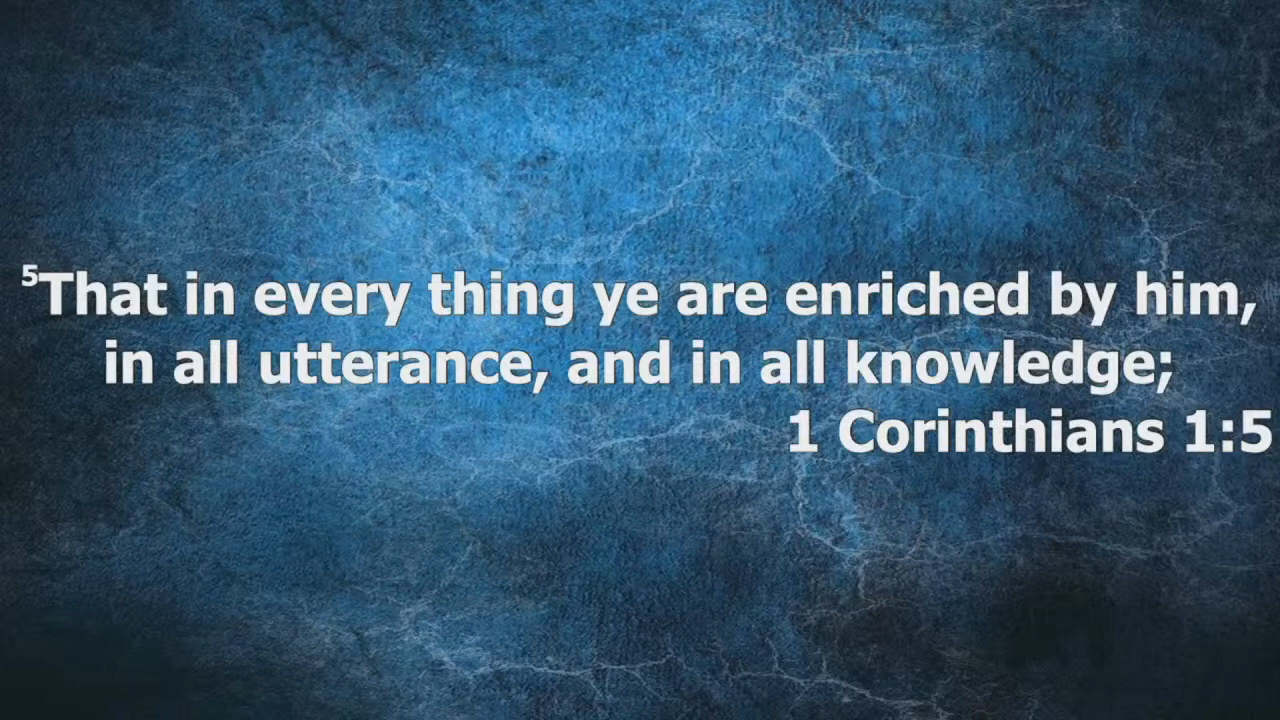 ⁵That in every thing ye are enriched by him,
in all utterance, and in all knowledge;
1 Corinthians 1:5